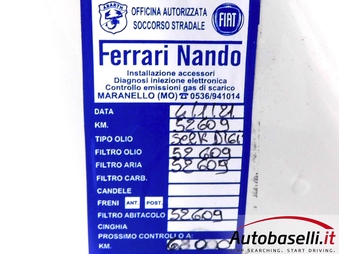 ABARTH
OFFICINA AUTORIZZATA
SOCCORSO STRADALE
FIAT
Ferrari Nando
Installazione accessori
Diagnosi iniezione elettronica
Controllo emissioni gas di scarico
MARANELLO (MO) ☎ 0536/941014
DATA
KM. 52609
TIPO OLIO
FILTRO OLIO 52609
FILTRO ARIA 52609
FILTRO CARB.
CANDELE
FRENI ANT. POST.
FILTRO ABITACOLO 52609
CINGHIA
PROSSIMO CONTROLLO A:
KM.
Autobaselli.it
SEARCHING. START. DRIVING.